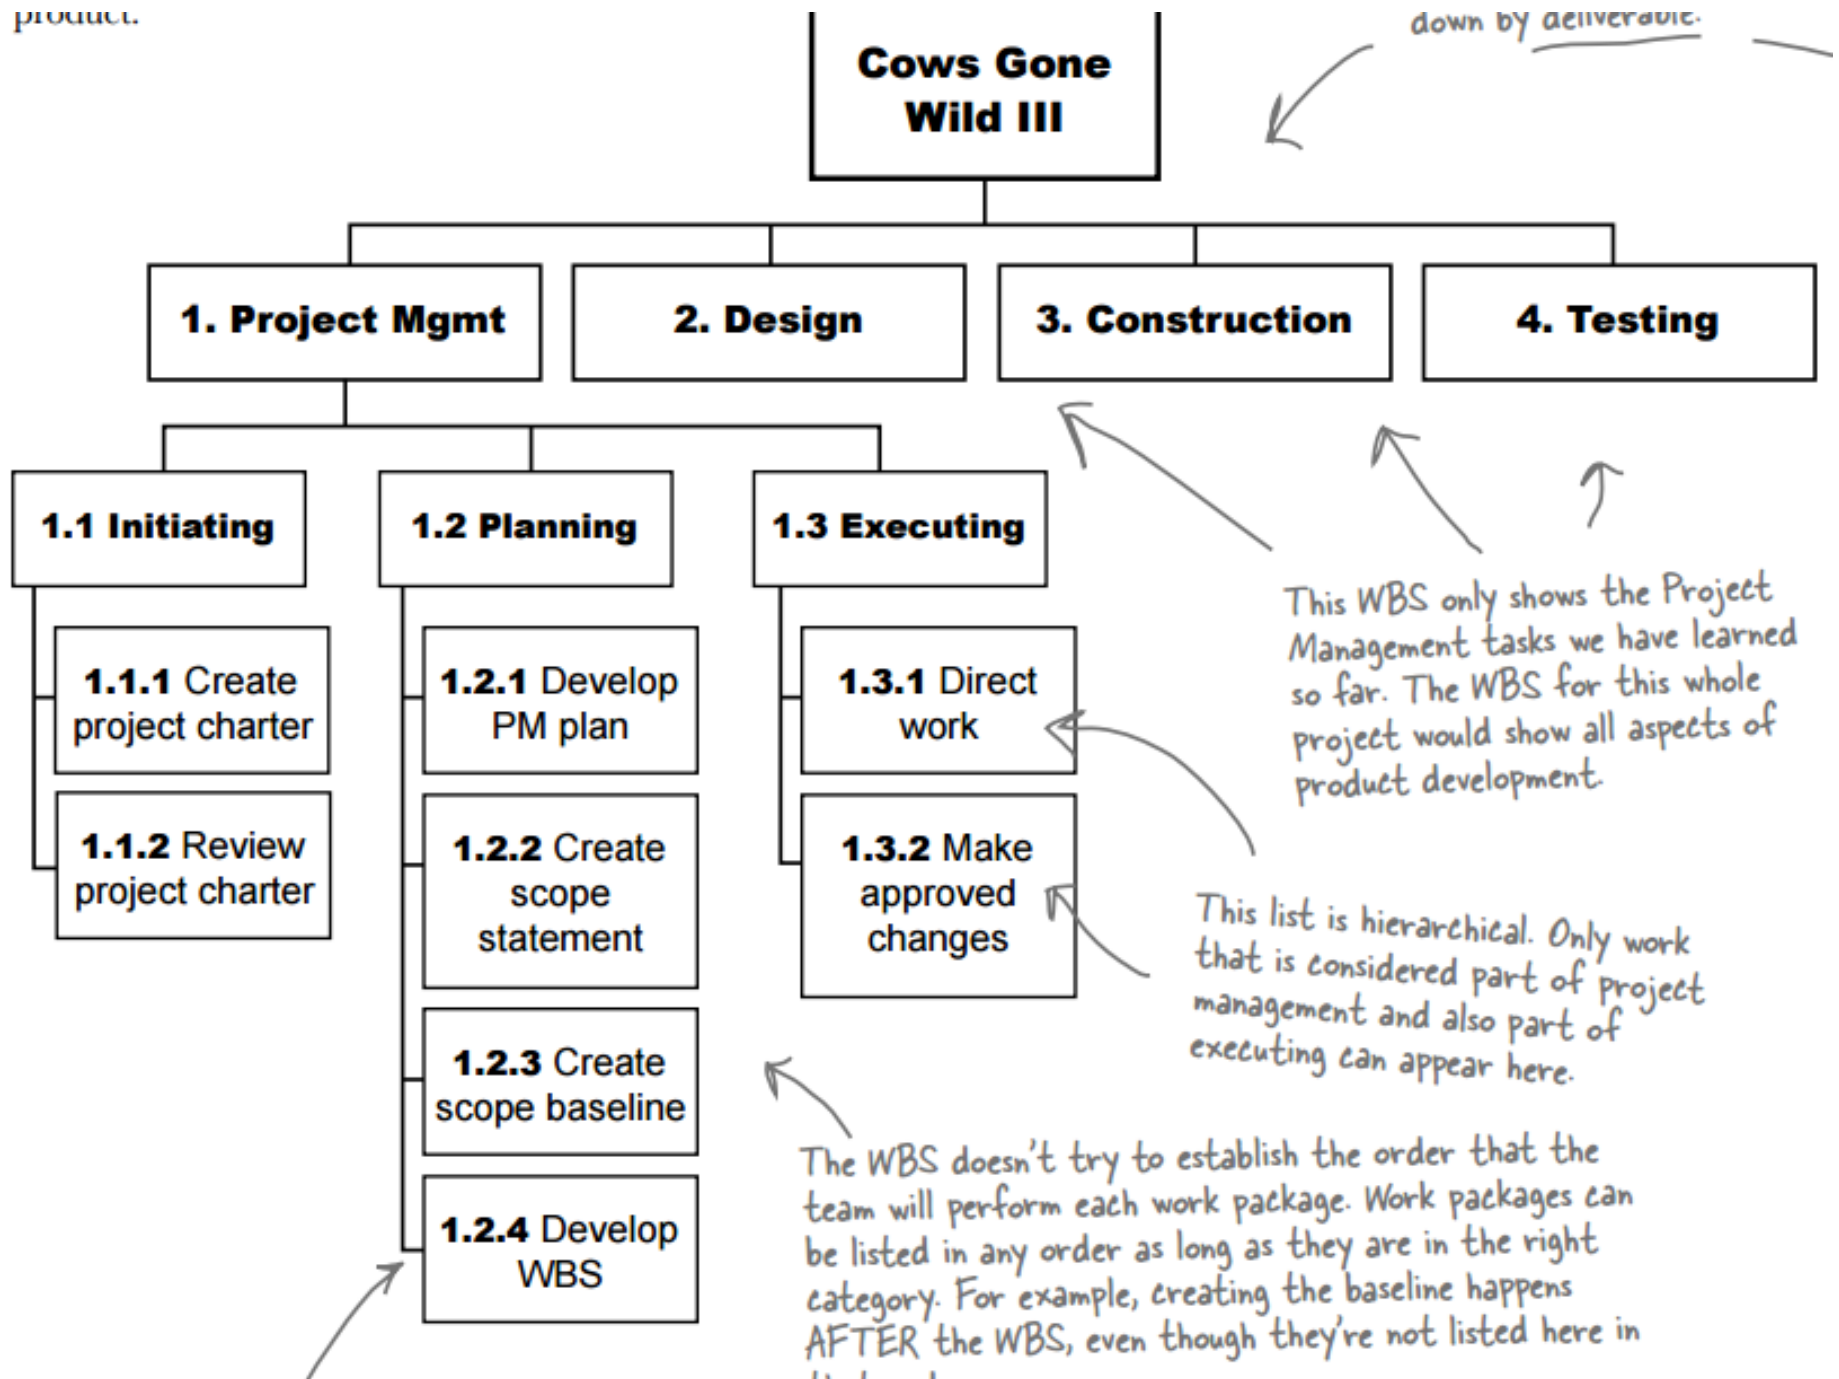 product.
down by deliverable.
Cows Gone
Wild III
1. Project Mgmt
2. Design
3. Construction
4. Testing
1.1 Initiating
1.2 Planning
1.3 Executing
1.1.1 Create
project charter
1.1.2 Review
project charter
1.2.1 Develop
PM plan
1.2.2 Create
scope
statement
1.2.3 Create
scope baseline
1.2.4 Develop
WBS
1.3.1 Direct
work
1.3.2 Make
approved
changes
This WBS only shows the Project
Management tasks we have learned
so far. The WBS for this whole
project would show all aspects of
product development.
This list is hierarchical. Only work
that is considered part of project
management and also part of
executing can appear here.
The WBS doesn't try to establish the order that the
team will perform each work package. Work packages can
be listed in any order as long as they are in the right
category. For example, creating the baseline happens
AFTER the WBS, even though they're not listed here in